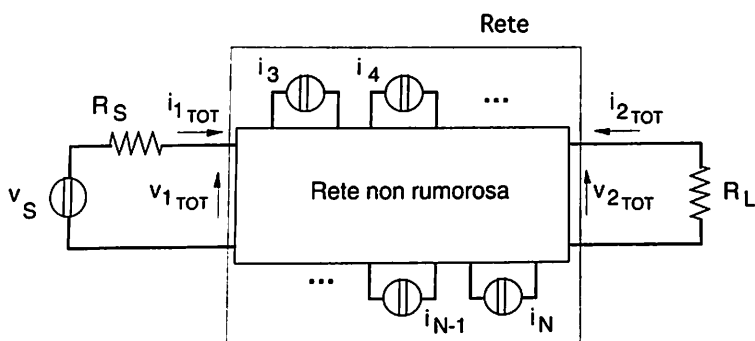 Rete
i3 i4 ...
RS i1TOT i2TOT
vS v1TOT Rete non rumorosa v2TOT RL
... iN-1 iN